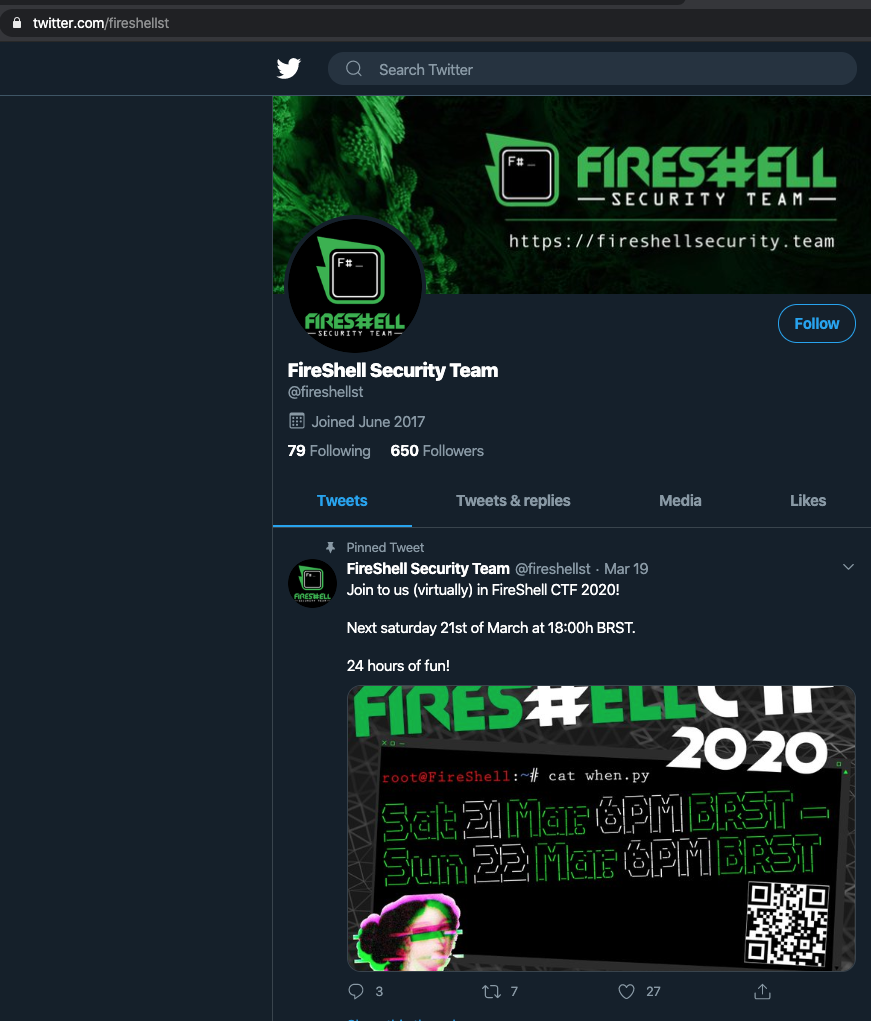 twitter.com/fireshellst
Search Twitter
F#_
FIRES#ELL
SECURITY TEAM
https://fireshellsecurity.team
F#_
FIRES#ELL
SECURITY TEAM
Follow
FireShell Security Team
@fireshellst
Joined June 2017
79 Following 650 Followers
Tweets Tweets & replies Media Likes
Pinned Tweet
FireShell Security Team @fireshellst · Mar 19
Join to us (virtually) in FireShell CTF 2020!
Next saturday 21st of March at 18:00h BRST.
24 hours of fun!
FIRES#ELL CTF
2020
root@FireShell:~# cat when.py
Sat 21 Mar 6PM BRST –
Sun 22 Mar 6PM BRST
3 7 27